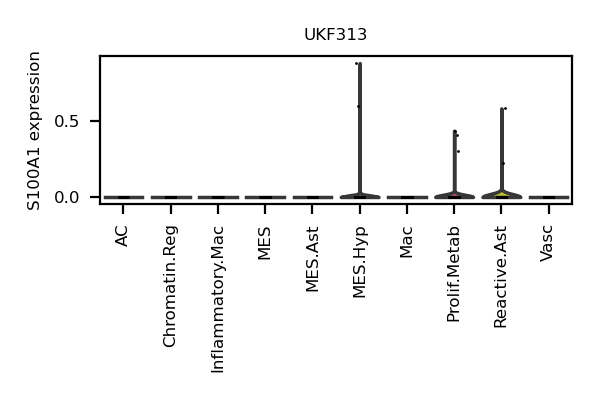 UKF313
S100A1 expression
0.5
0.0
AC
Chromatin.Reg
Inflammatory.Mac
MES
MES.Ast
MES.Hyp
Mac
Prolif.Metab
Reactive.Ast
Vasc